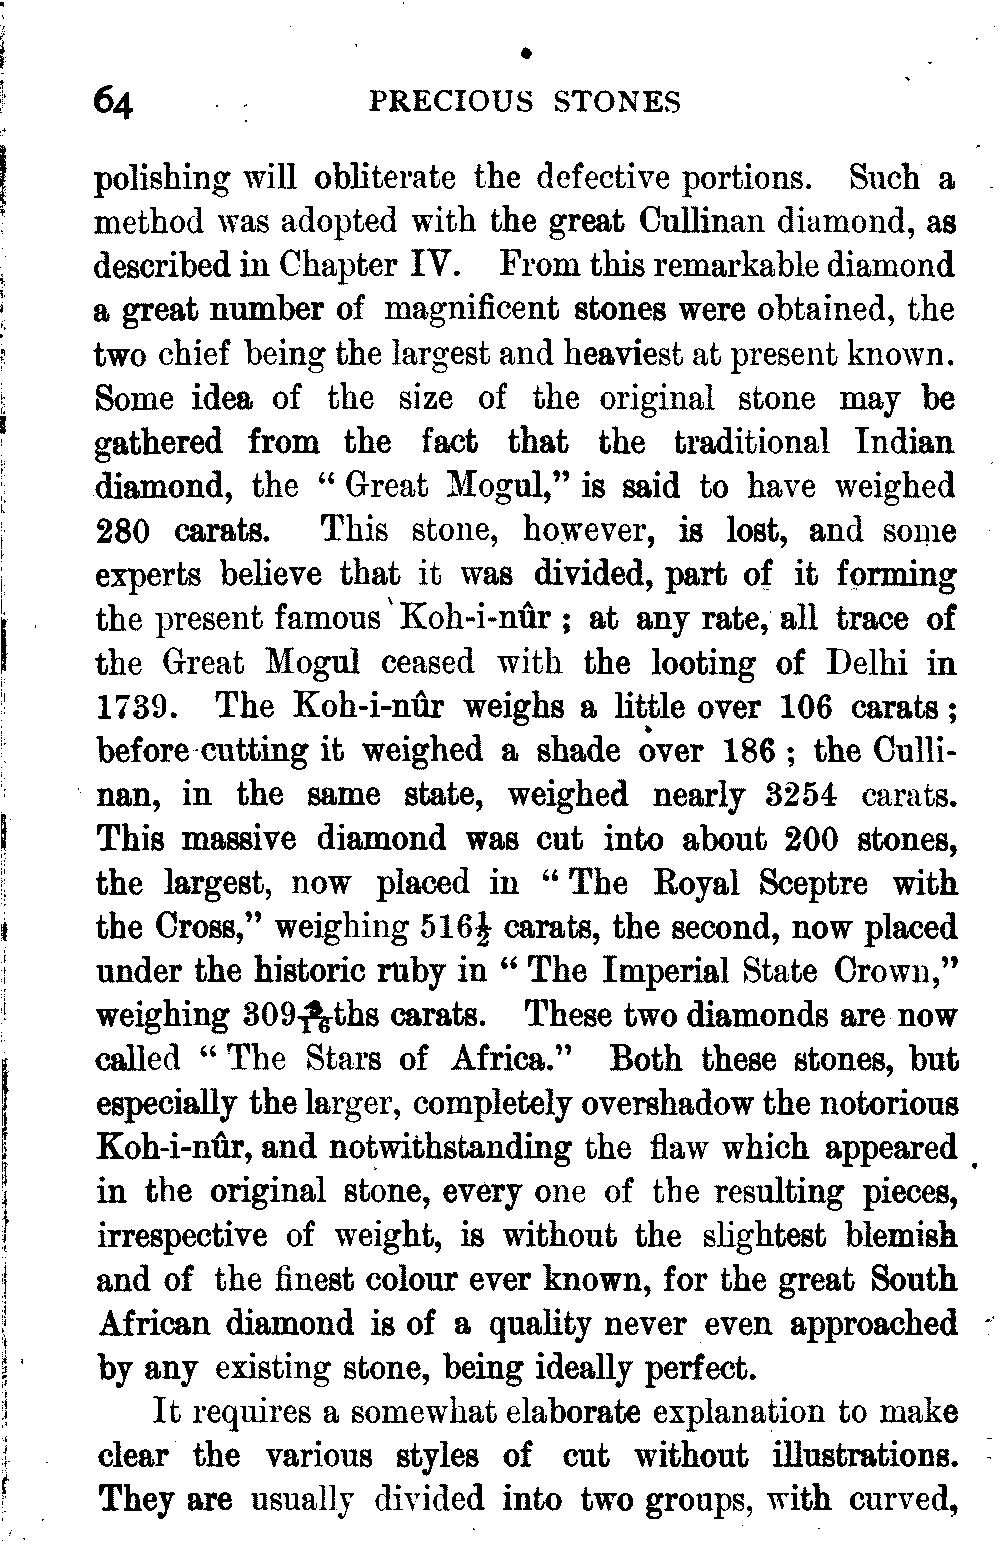 64 PRECIOUS STONES
polishing will obliterate the defective portions. Such a
method was adopted with the great Cullinan diamond, as
described in Chapter IV. From this remarkable diamond
a great number of magnificent stones were obtained, the
two chief being the largest and heaviest at present known.
Some idea of the size of the original stone may be
gathered from the fact that the traditional Indian
diamond, the “Great Mogul,” is said to have weighed
280 carats. This stone, however, is lost, and some
experts believe that it was divided, part of it forming
the present famous Koh-i-nûr ; at any rate, all trace of
the Great Mogul ceased with the looting of Delhi in
1739. The Koh-i-nûr weighs a little over 106 carats ;
before cutting it weighed a shade over 186 ; the Culli-
nan, in the same state, weighed nearly 3254 carats.
This massive diamond was cut into about 200 stones,
the largest, now placed in “The Royal Sceptre with
the Cross,” weighing 516½ carats, the second, now placed
under the historic ruby in “The Imperial State Crown,”
weighing carats. These two diamonds are now
called “The Stars of Africa.” Both these stones, but
especially the larger, completely overshadow the notorious
Koh-i-nûr, and notwithstanding the flaw which appeared
in the original stone, every one of the resulting pieces,
irrespective of weight, is without the slightest blemish
and of the finest colour ever known, for the great South
African diamond is of a quality never even approached
by any existing stone, being ideally perfect.
It requires a somewhat elaborate explanation to make
clear the various styles of cut without illustrations.
They are usually divided into two groups, with curved,